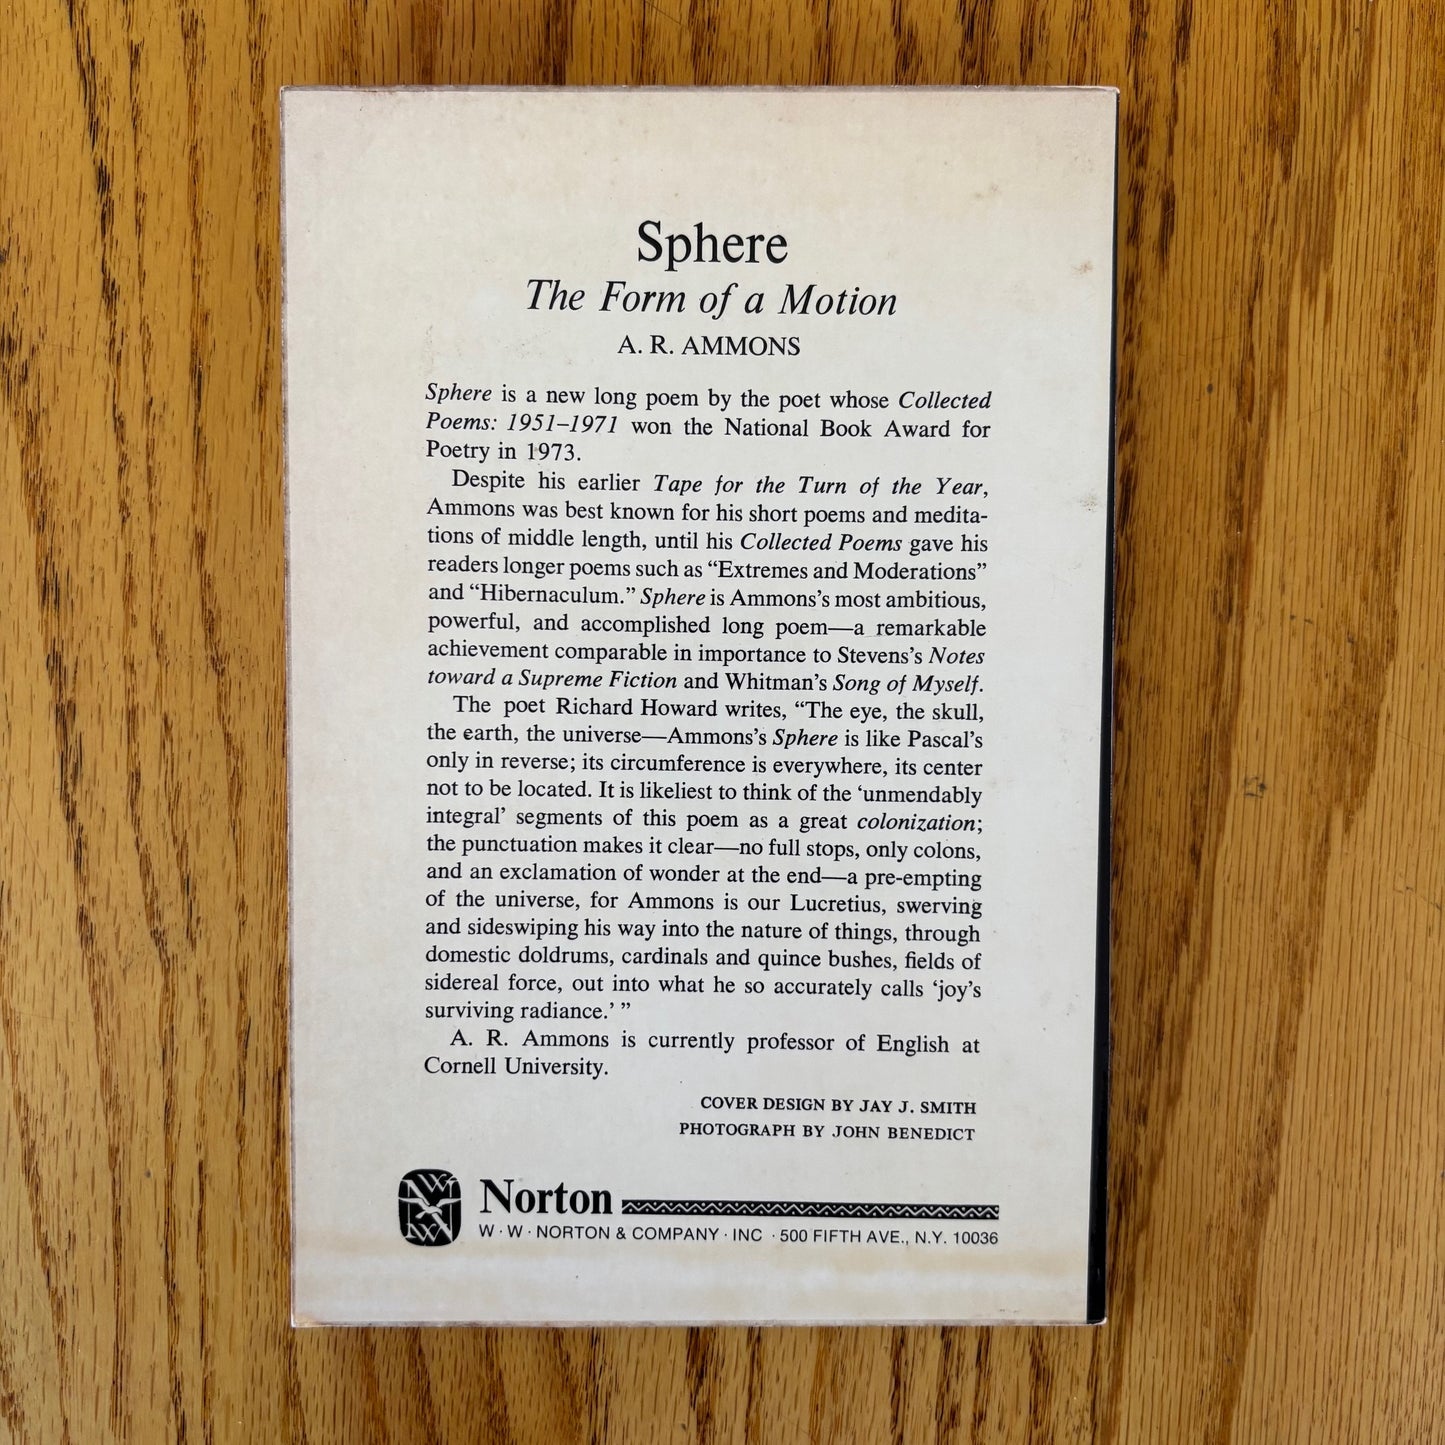 Sphere
The Form of a Motion
A. R. AMMONS
Sphere is a new long poem by the poet whose Collected
Poems: 1951–1971 won the National Book Award for
Poetry in 1973.
Despite his earlier Tape for the Turn of the Year,
Ammons was best known for his short poems and medita-
tions of middle length, until his Collected Poems gave his
readers longer poems such as “Extremes and Moderations”
and “Hibernaculum.” Sphere is Ammons’s most ambitious,
powerful, and accomplished long poem—a remarkable
achievement comparable in importance to Stevens’s Notes
toward a Supreme Fiction and Whitman’s Song of Myself.
The poet Richard Howard writes, “The eye, the skull,
the earth, the universe—Ammons’s Sphere is like Pascal’s
only in reverse; its circumference is everywhere, its center
not to be located. It is likeliest to think of the ‘unmendably
integral’ segments of this poem as a great colonization;
the punctuation makes it clear—no full stops, only colons,
and an exclamation of wonder at the end—a pre-empting
of the universe, for Ammons is our Lucretius, swerving
and sideswiping his way into the nature of things, through
domestic doldrums, cardinals and quince bushes, fields of
sidereal force, out into what he so accurately calls ‘joy’s
surviving radiance.’ ”
A. R. Ammons is currently professor of English at
Cornell University.
COVER DESIGN BY JAY J. SMITH
PHOTOGRAPH BY JOHN BENEDICT
Norton
W · W · NORTON & COMPANY · INC · 500 FIFTH AVE., N.Y. 10036